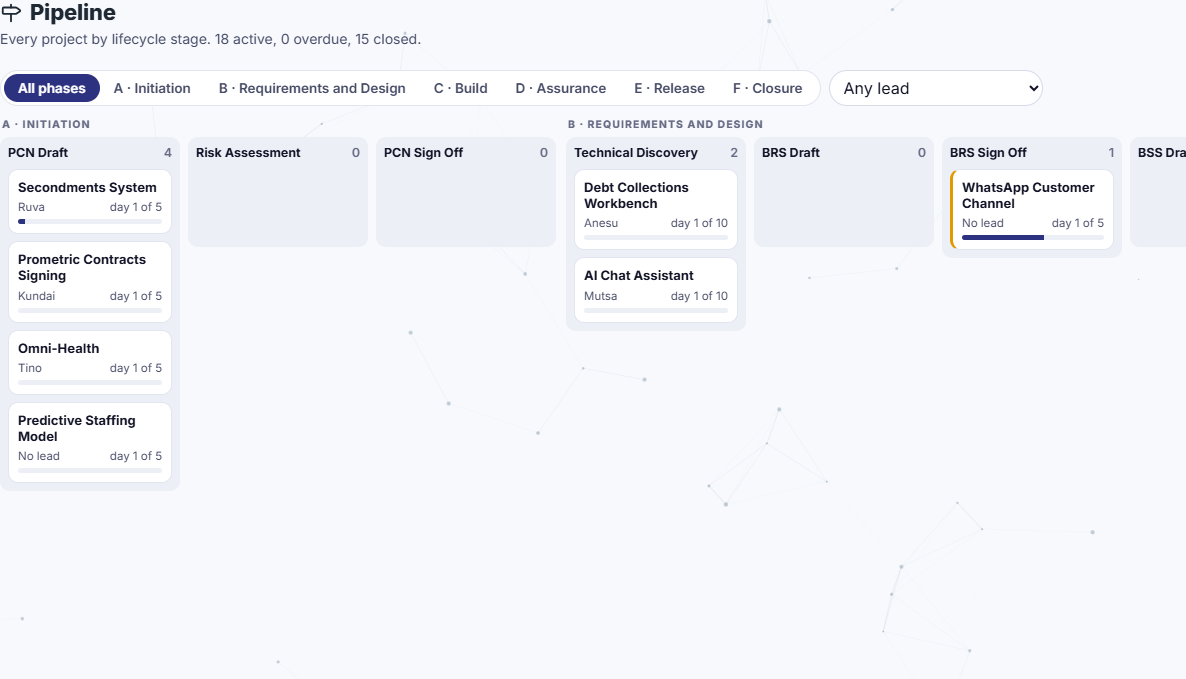 Pipeline
Every project by lifecycle stage. 18 active, 0 overdue, 15 closed.
All phases
A · Initiation
B · Requirements and Design
C · Build
D · Assurance
E · Release
F · Closure
Any lead
A · INITIATION
PCN Draft 4
Secondments System
Ruva day 1 of 5
Prometric Contracts
Signing
Kundai day 1 of 5
Omni-Health
Tino day 1 of 5
Predictive Staffing
Model
No lead day 1 of 5
Risk Assessment 0
PCN Sign Off 0
B · REQUIREMENTS AND DESIGN
Technical Discovery 2
Debt Collections
Workbench
Anesu day 1 of 10
AI Chat Assistant
Mutsa day 1 of 10
BRS Draft 0
BRS Sign Off 1
WhatsApp Customer
Channel
No lead day 1 of 5
BSS Dra